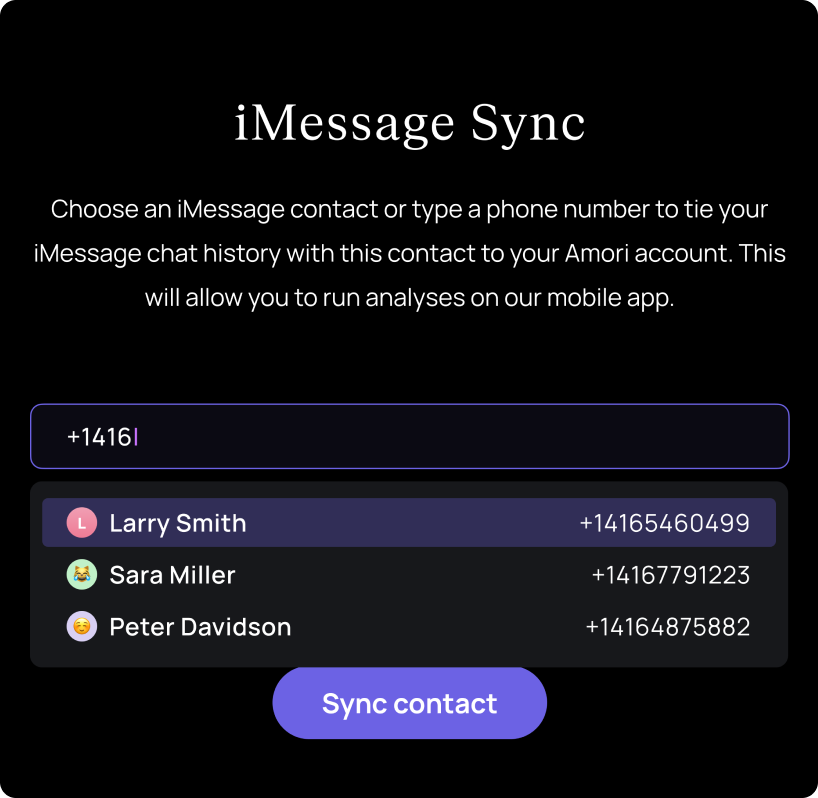 iMessage Sync
Choose an iMessage contact or type a phone number to tie your
iMessage chat history with this contact to your Amori account. This
will allow you to run analyses on our mobile app.
+1416
L Larry Smith +14165460499
Sara Miller +14167791223
Peter Davidson +14164875882
Sync contact